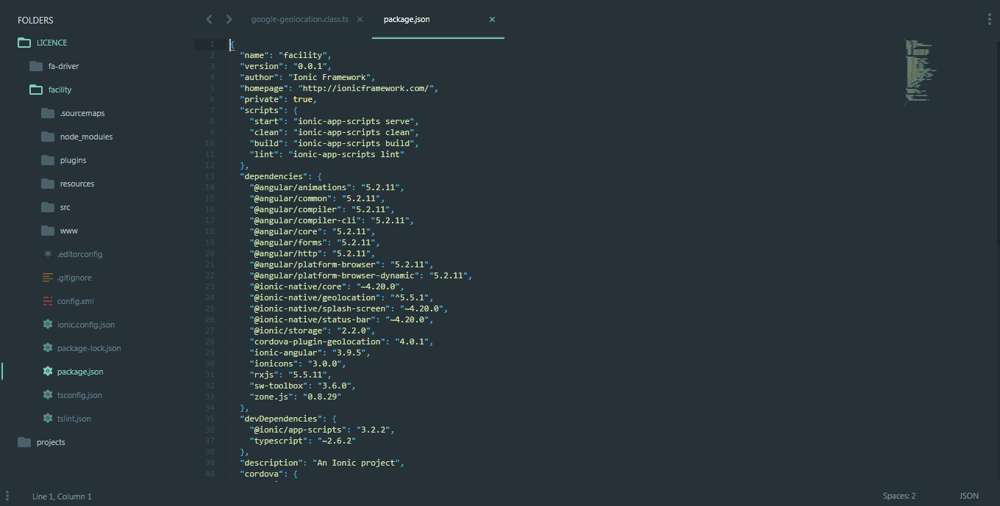 FOLDERS
LICENCE
fa-driver
facility
.sourcemaps
node_modules
plugins
resources
src
www
.editorconfig
.gitignore
config.xml
ionic.config.json
package-lock.json
package.json
tsconfig.json
tslint.json
projects
google-geolocation.class.ts ×
package.json ×
1 {
2 "name": "facility",
3 "version": "0.0.1",
4 "author": "Ionic Framework",
5 "homepage": "http://ionicframework.com/",
6 "private": true,
7 "scripts": {
8 "start": "ionic-app-scripts serve",
9 "clean": "ionic-app-scripts clean",
10 "build": "ionic-app-scripts build",
11 "lint": "ionic-app-scripts lint"
12 },
13 "dependencies": {
14 "@angular/animations": "5.2.11",
15 "@angular/common": "5.2.11",
16 "@angular/compiler": "5.2.11",
17 "@angular/compiler-cli": "5.2.11",
18 "@angular/core": "5.2.11",
19 "@angular/forms": "5.2.11",
20 "@angular/http": "5.2.11",
21 "@angular/platform-browser": "5.2.11",
22 "@angular/platform-browser-dynamic": "5.2.11",
23 "@ionic-native/core": "~4.20.0",
24 "@ionic-native/geolocation": "^5.5.1",
25 "@ionic-native/splash-screen": "~4.20.0",
26 "@ionic-native/status-bar": "~4.20.0",
27 "@ionic/storage": "2.2.0",
28 "cordova-plugin-geolocation": "4.0.1",
29 "ionic-angular": "3.9.5",
30 "ionicons": "3.0.0",
31 "rxjs": "5.5.11",
32 "sw-toolbox": "3.6.0",
33 "zone.js": "0.8.29"
34 },
35 "devDependencies": {
36 "@ionic/app-scripts": "3.2.2",
37 "typescript": "~2.6.2"
38 },
39 "description": "An Ionic project",
40 "cordova": {
Line 1, Column 1
Spaces: 2
JSON